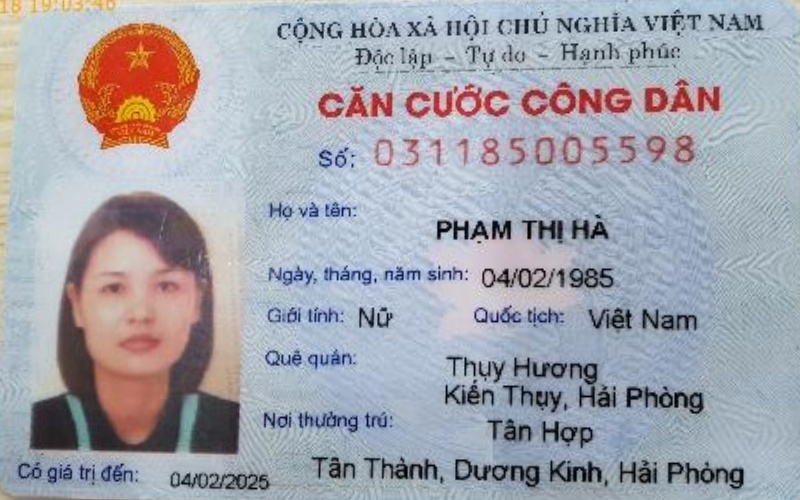 18 19:03:46
CỘNG HÒA XÃ HỘI CHỦ NGHĨA VIỆT NAM
Độc lập – Tự do – Hạnh phúc
CĂN CƯỚC CÔNG DÂN
Số: 031185005598
Họ và tên:
PHẠM THỊ HÀ
Ngày, tháng, năm sinh: 04/02/1985
Giới tính: Nữ Quốc tịch: Việt Nam
Quê quán: Thụy Hương
Kiến Thụy, Hải Phòng
Nơi thường trú: Tân Hợp
Tân Thành, Dương Kinh, Hải Phòng
Có giá trị đến: 04/02/2025